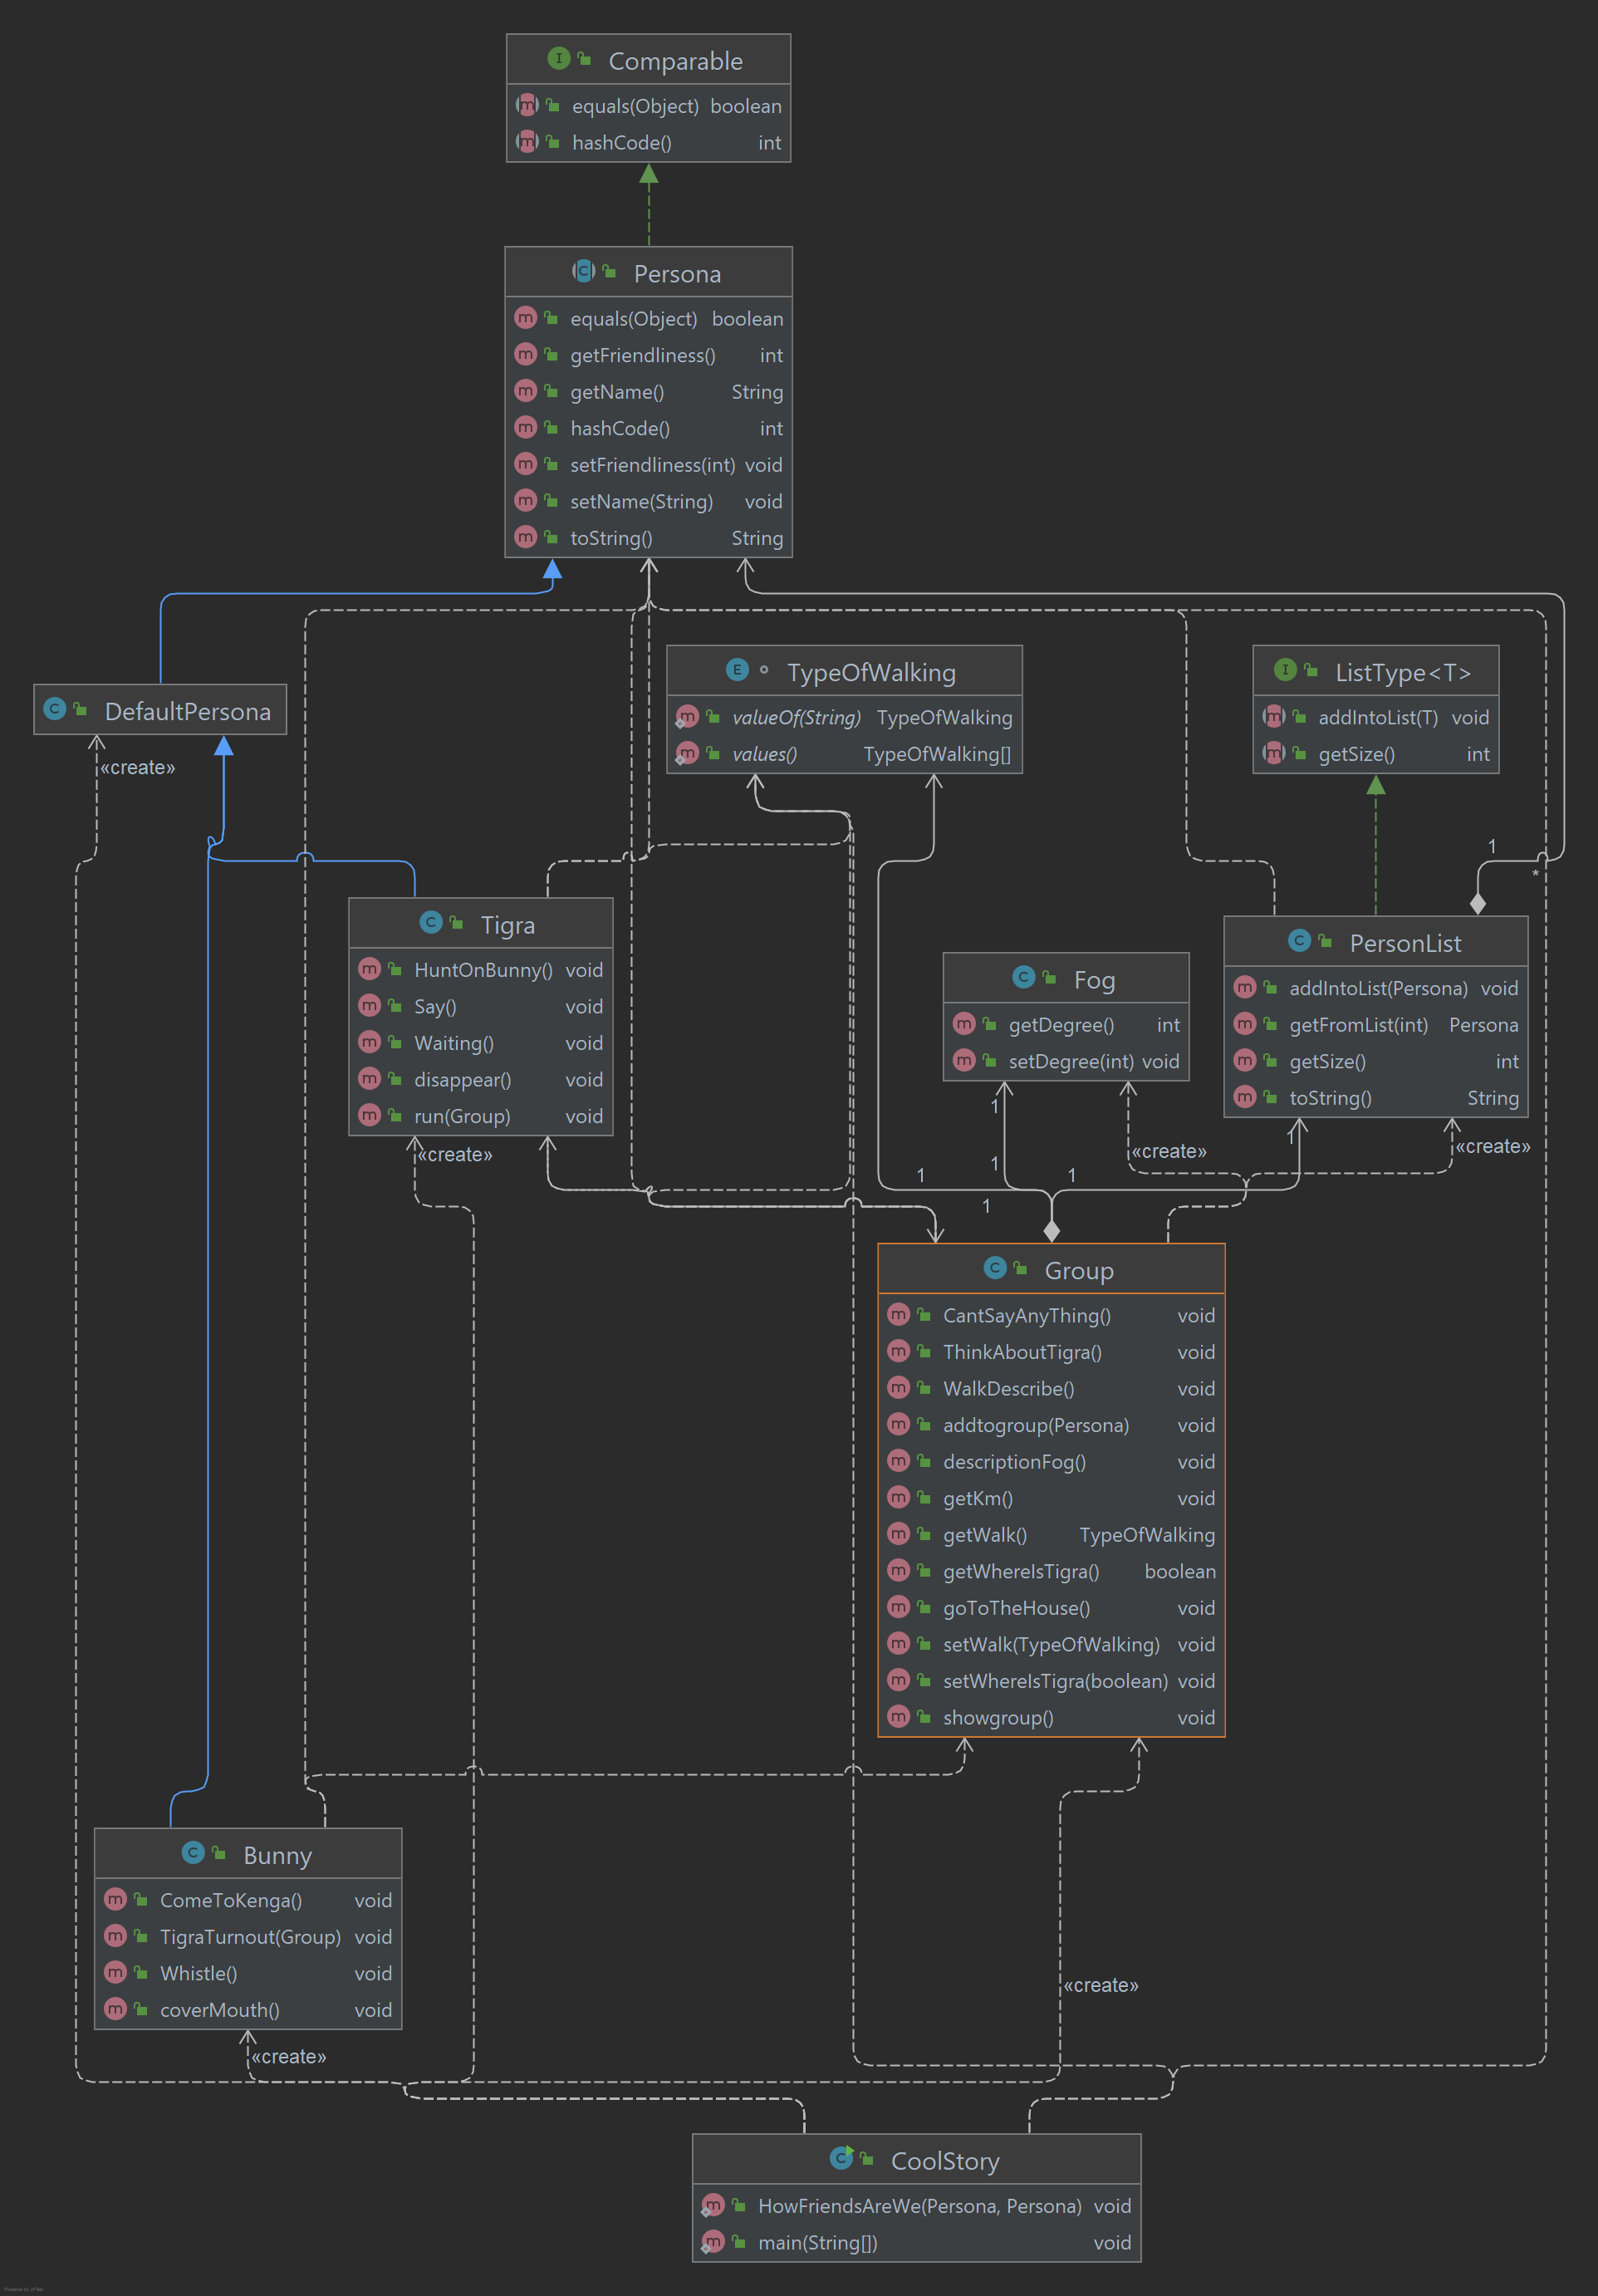 Comparable
equals(Object) boolean
hashCode() int
Persona
equals(Object) boolean
getFriendliness() int
getName() String
hashCode() int
setFriendliness(int) void
setName(String) void
toString() String
DefaultPersona
«create»
TypeOfWalking
valueOf(String) TypeOfWalking
values() TypeOfWalking[]
ListType<T>
addIntoList(T) void
getSize() int
1
*
Tigra
HuntOnBunny() void
Say() void
Waiting() void
disappear() void
run(Group) void
«create»
Fog
getDegree() int
setDegree(int) void
1
«create»
PersonList
addIntoList(Persona) void
getFromList(int) Persona
getSize() int
toString() String
1
«create»
1
1
1
1
Group
CantSayAnyThing() void
ThinkAboutTigra() void
WalkDescribe() void
addtogroup(Persona) void
descriptionFog() void
getKm() void
getWalk() TypeOfWalking
getWhereIsTigra() boolean
goToTheHouse() void
setWalk(TypeOfWalking) void
setWhereIsTigra(boolean) void
showgroup() void
Bunny
ComeToKenga() void
TigraTurnout(Group) void
Whistle() void
coverMouth() void
«create»
«create»
CoolStory
HowFriendsAreWe(Persona, Persona) void
main(String[]) void
Powered by yFiles